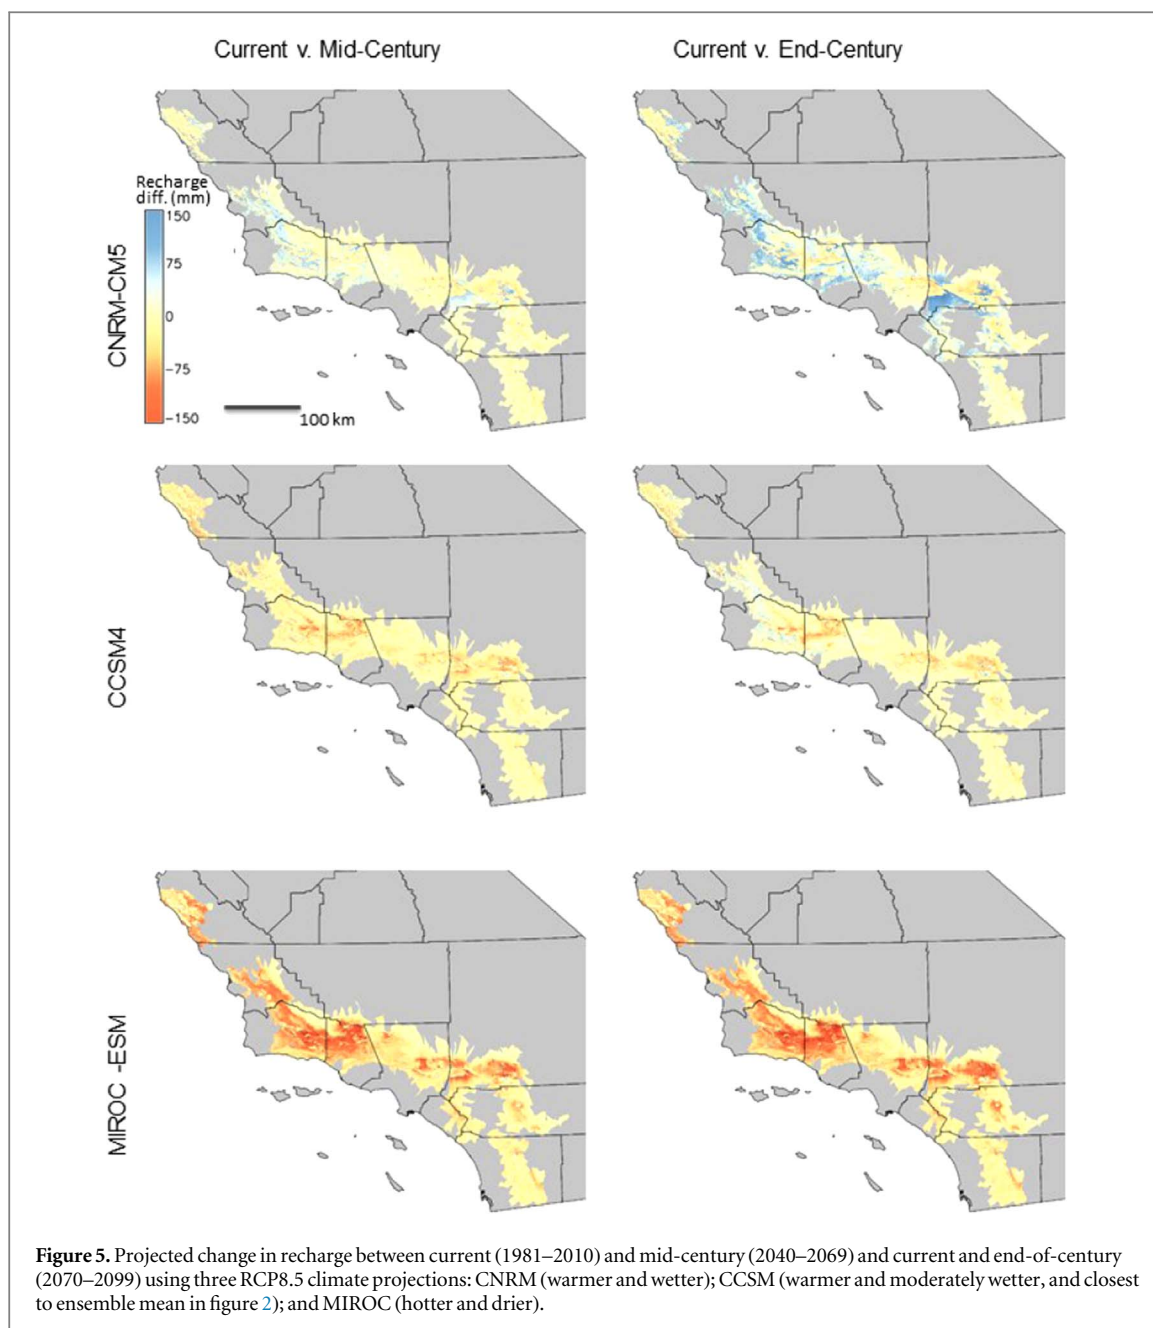 Current v. Mid-Century
Current v. End-Century
CNRM-CM5
Recharge
diff. (mm)
150
75
0
−75
−150
100 km
CCSM4
MIROC -ESM
Figure 5. Projected change in recharge between current (1981–2010) and mid-century (2040–2069) and current and end-of-century
(2070–2099) using three RCP8.5 climate projections: CNRM (warmer and wetter); CCSM (warmer and moderately wetter, and closest
to ensemble mean in figure 2); and MIROC (hotter and drier).